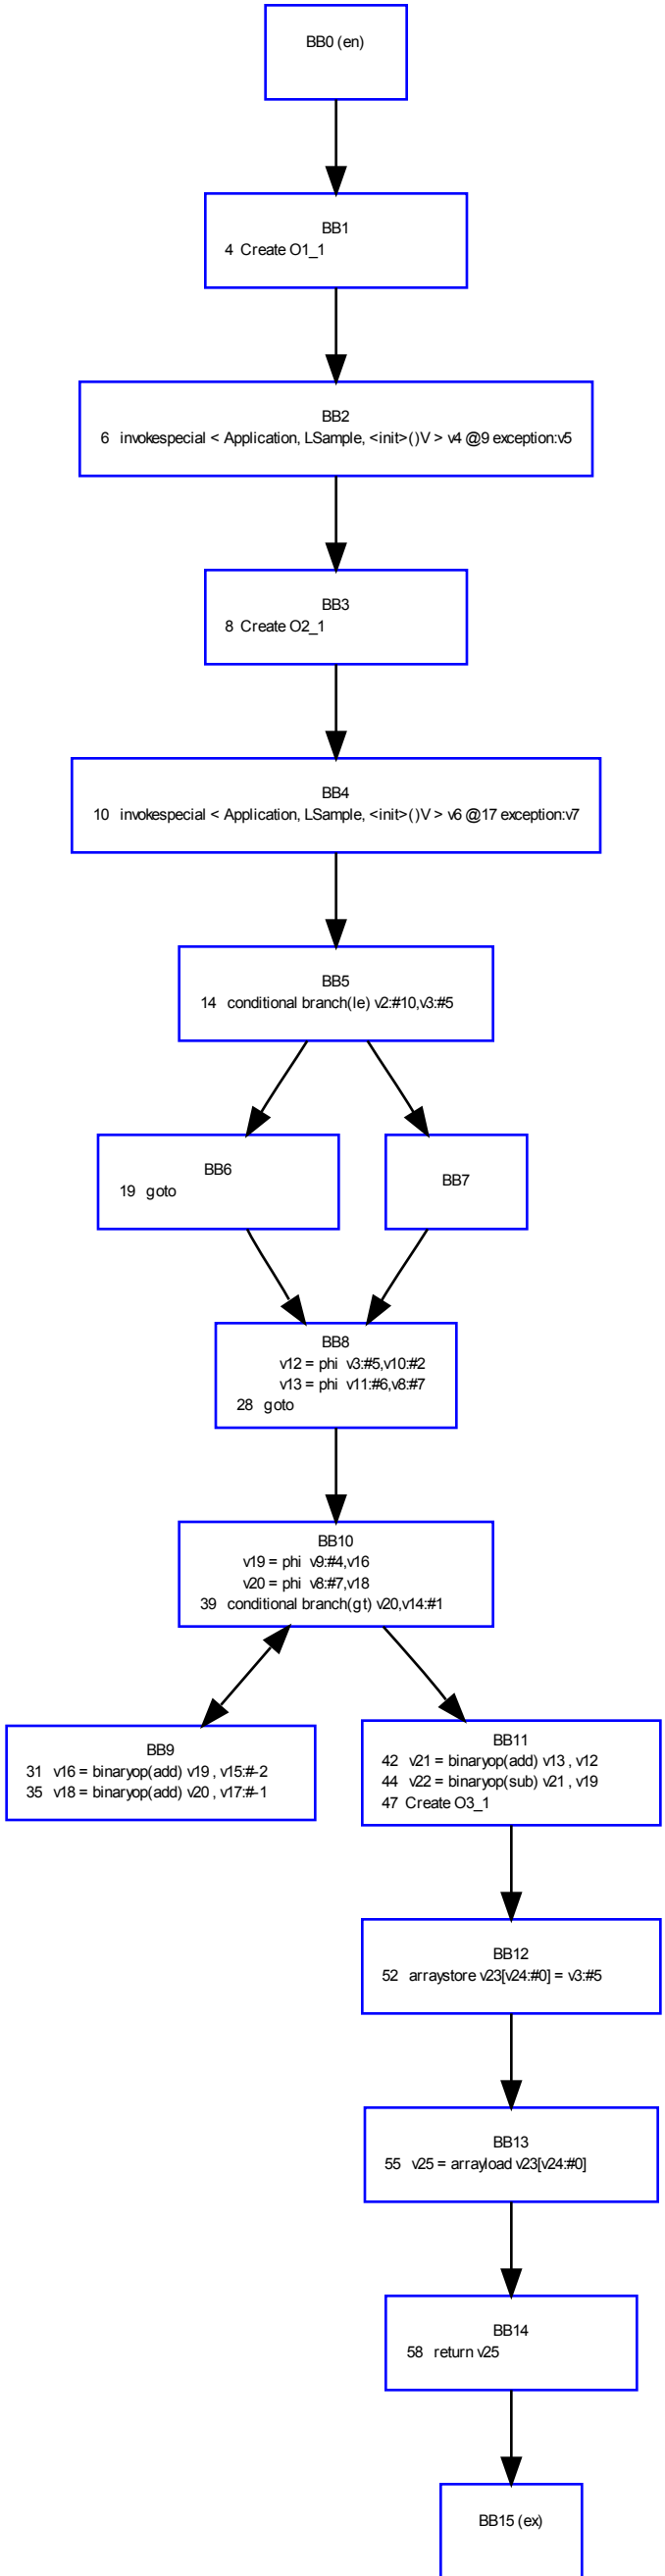 BB0 (en)
BB1
4 Create O1_1
BB2
6 invokespecial < Application, LSample, <init>()V > v4 @9 exception:v5
BB3
8 Create O2_1
BB4
10 invokespecial < Application, LSample, <init>()V > v6 @17 exception:v7
BB5
14 conditional branch(le) v2:#10,v3:#5
BB6
19 goto
BB7
BB8
v12 = phi v3:#5,v10:#2
v13 = phi v11:#6,v8:#7
28 goto
BB10
v19 = phi v9:#4,v16
v20 = phi v8:#7,v18
39 conditional branch(gt) v20,v14:#1
BB9
31 v16 = binaryop(add) v19 , v15:#-2
35 v18 = binaryop(add) v20 , v17:#-1
BB11
42 v21 = binaryop(add) v13 , v12
44 v22 = binaryop(sub) v21 , v19
47 Create O3_1
BB12
52 arraystore v23[v24:#0] = v3:#5
BB13
55 v25 = arrayload v23[v24:#0]
BB14
58 return v25
BB15 (ex)